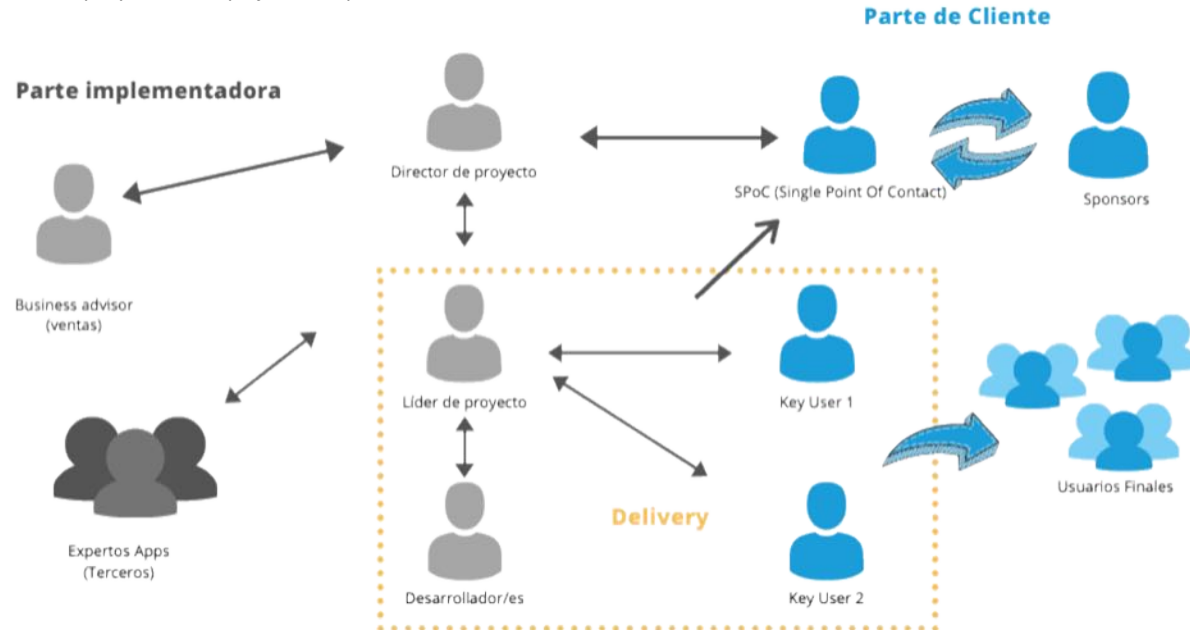 Parte de Cliente
Parte implementadora
Director de proyecto
SPoC (Single Point Of Contact)
Sponsors
Business advisor
(ventas)
Líder de proyecto
Key User 1
Usuarios Finales
Delivery
Expertos Apps
(Terceros)
Desarrollador/es
Key User 2